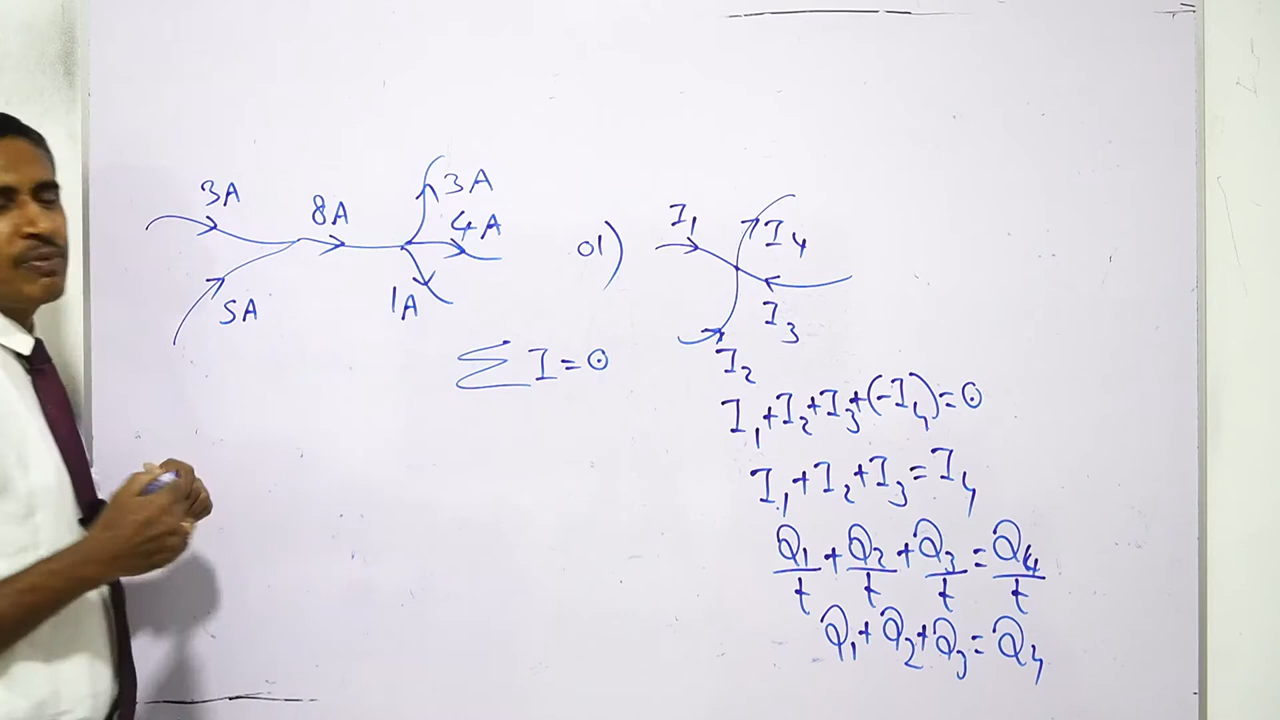 3A
5A
8A
3A
4A
1A
ΣI=0
01)
I₁
I₄
I₃
I₂
I₁+I₂+I₃+(-I₄)=0
I₁+I₂+I₃=I₄
Q₁/t+Q₂/t+Q₃/t=Q₄/t
Q₁+Q₂+Q₃=Q₄